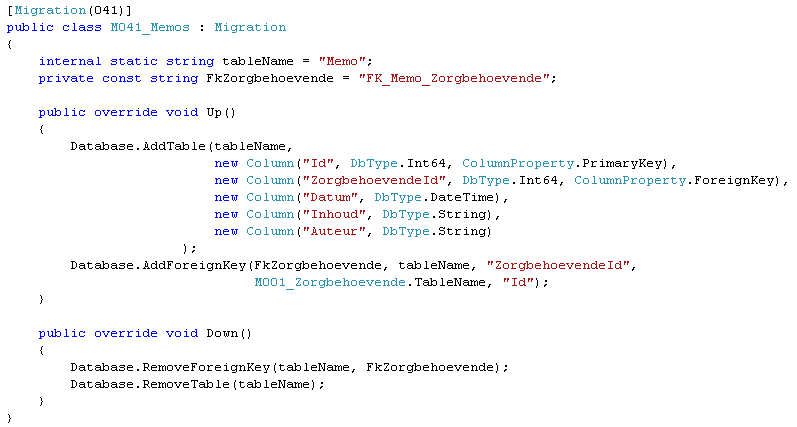 [Migration(041)]
public class M041_Memos : Migration
{
    internal static string tableName = "Memo";
    private const string FkZorgbehoevende = "FK_Memo_Zorgbehoevende";

    public override void Up()
    {
        Database.AddTable(tableName,
                          new Column("Id", DbType.Int64, ColumnProperty.PrimaryKey),
                          new Column("ZorgbehoevendeId", DbType.Int64, ColumnProperty.ForeignKey),
                          new Column("Datum", DbType.DateTime),
                          new Column("Inhoud", DbType.String),
                          new Column("Auteur", DbType.String)
                      );
        Database.AddForeignKey(FkZorgbehoevende, tableName, "ZorgbehoevendeId",
                               M001_Zorgbehoevende.TableName, "Id");
    }

    public override void Down()
    {
        Database.RemoveForeignKey(tableName, FkZorgbehoevende);
        Database.RemoveTable(tableName);
    }
}